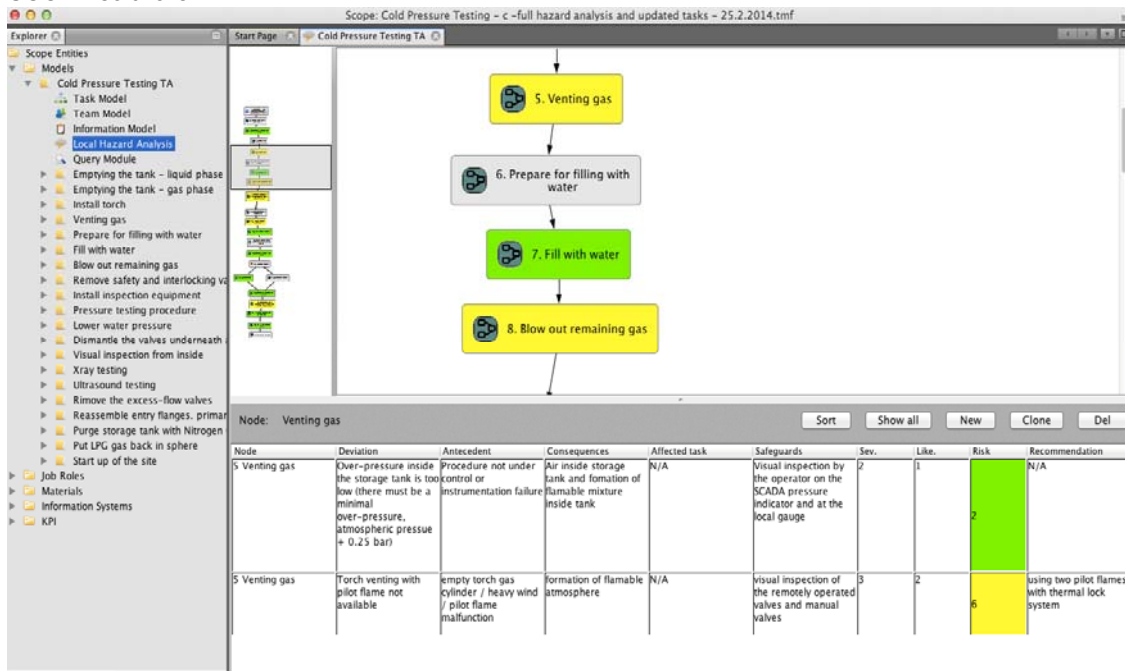 Scope: Cold Pressure Testing - c -full hazard analysis and updated tasks - 25.2.2014.tmf
Explorer
Start Page
Cold Pressure Testing TA
Scope Entities
Models
Cold Pressure Testing TA
Task Model
Team Model
Information Model
Local Hazard Analysis
Query Module
Emptying the tank - liquid phase
Emptying the tank - gas phase
Install torch
Venting gas
Prepare for filling with water
Fill with water
Blow out remaining gas
Remove safety and interlocking va
Install inspection equipment
Pressure testing procedure
Lower water pressure
Dismantle the valves underneath
Visual inspection from inside
Xray testing
Ultrasound testing
Rimove the excess-flow valves
Reassemble entry flanges. primar
Purge storage tank with Nitrogen
Put LPG gas back in sphere
Start up of the site
Job Roles
Materials
Information Systems
KPI
5. Venting gas
6. Prepare for filling with
water
7. Fill with water
8. Blow out remaining gas
Node: Venting gas
Sort
Show all
New
Clone
Del
Node Deviation Antecedent Consequences Affected task Safeguards Sev. Like. Risk Recommendation
5 Venting gas
Over-pressure inside
the storage tank is too
low (there must be a
minimal
over-pressure,
atmospheric pressue
+ 0.25 bar)
Procedure not under
control or
instrumentation failure
Air inside storage
tank and fomation of
flamable mixture
inside tank
N/A
Visual inspection by
the operator on the
SCADA pressure
indicator and at the
local gauge
2
1
2
N/A
5 Venting gas
Torch venting with
pilot flame not
available
empty torch gas
cylinder / heavy wind
/ pilot flame
malfunction
formation of flamable
atmosphere
N/A
visual inspection of
the remotely operated
valves and manual
valves
3
2
6
using two pilot flames
with thermal lock
system